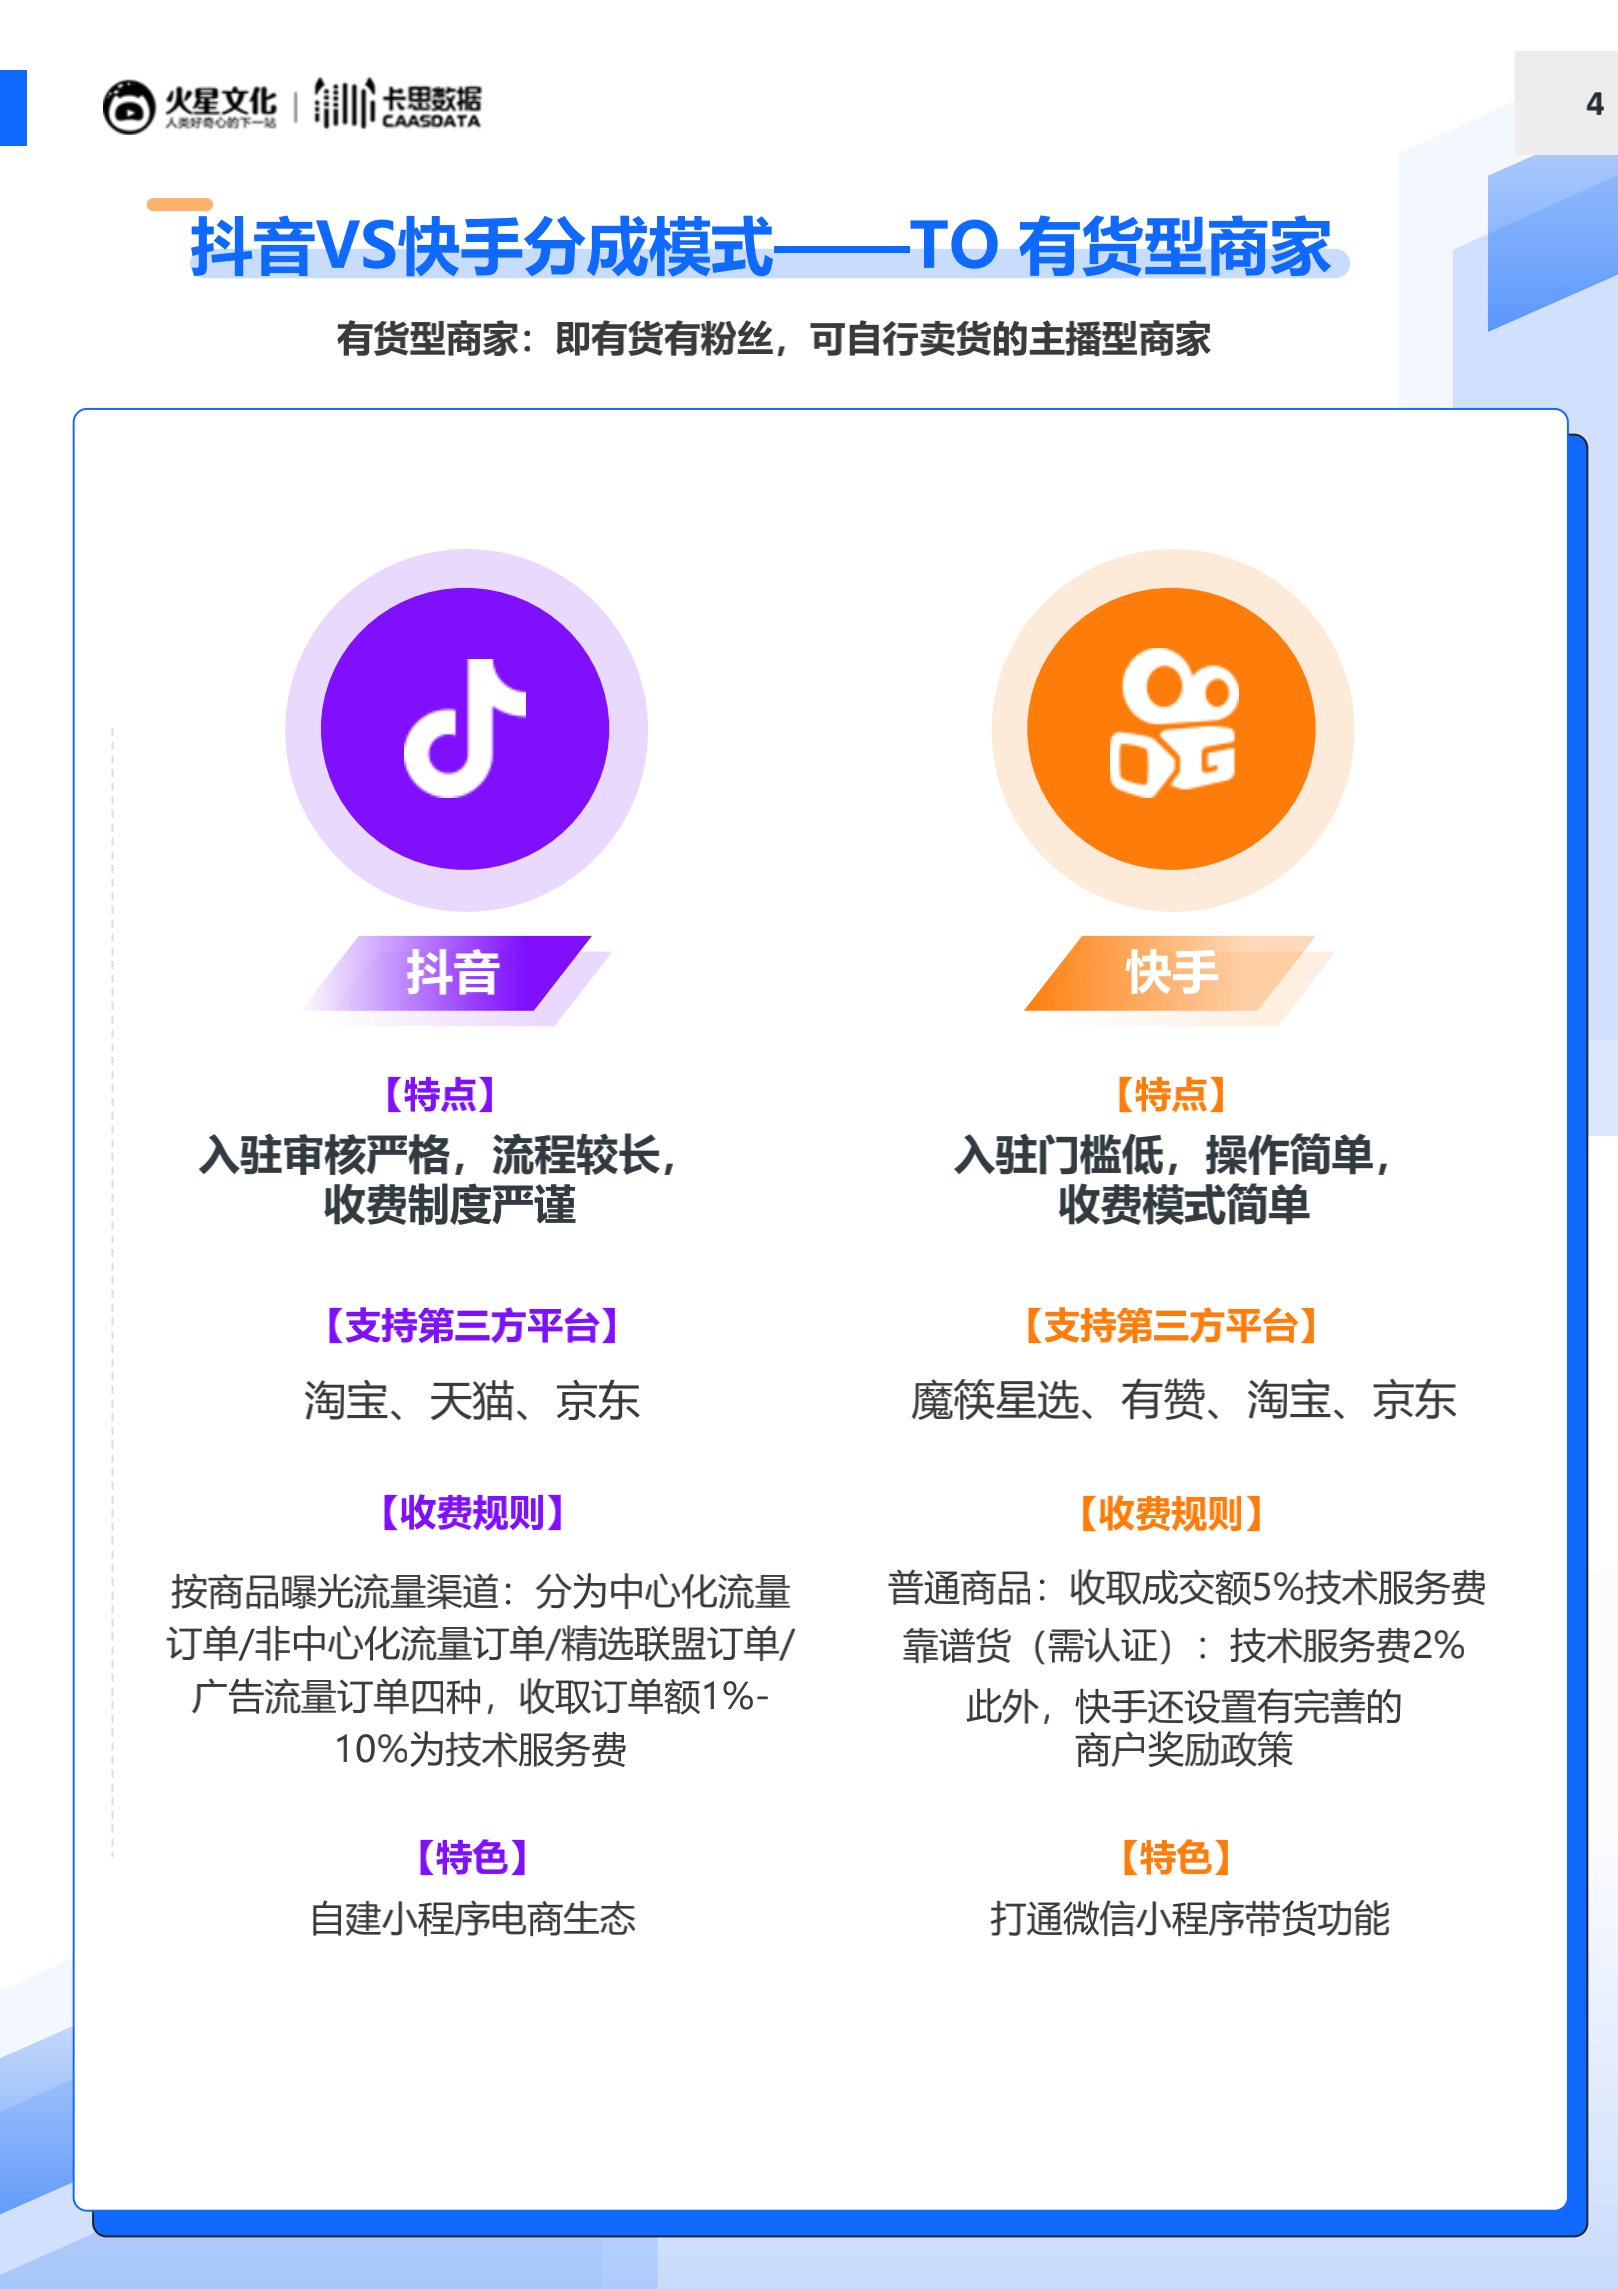 火星文化
人类好奇心的下一站
卡思数据
CAASDATA
4
抖音VS快手分成模式——TO 有货型商家
有货型商家：即有货有粉丝，可自行卖货的主播型商家
抖音
【特点】
入驻审核严格，流程较长，
收费制度严谨
【支持第三方平台】
淘宝、天猫、京东
【收费规则】
按商品曝光流量渠道：分为中心化流量
订单/非中心化流量订单/精选联盟订单/
广告流量订单四种，收取订单额1%-
10%为技术服务费
【特色】
自建小程序电商生态
快手
【特点】
入驻门槛低，操作简单，
收费模式简单
【支持第三方平台】
魔筷星选、有赞、淘宝、京东
【收费规则】
普通商品：收取成交额5%技术服务费
靠谱货（需认证）：技术服务费2%
此外，快手还设置有完善的
商户奖励政策
【特色】
打通微信小程序带货功能